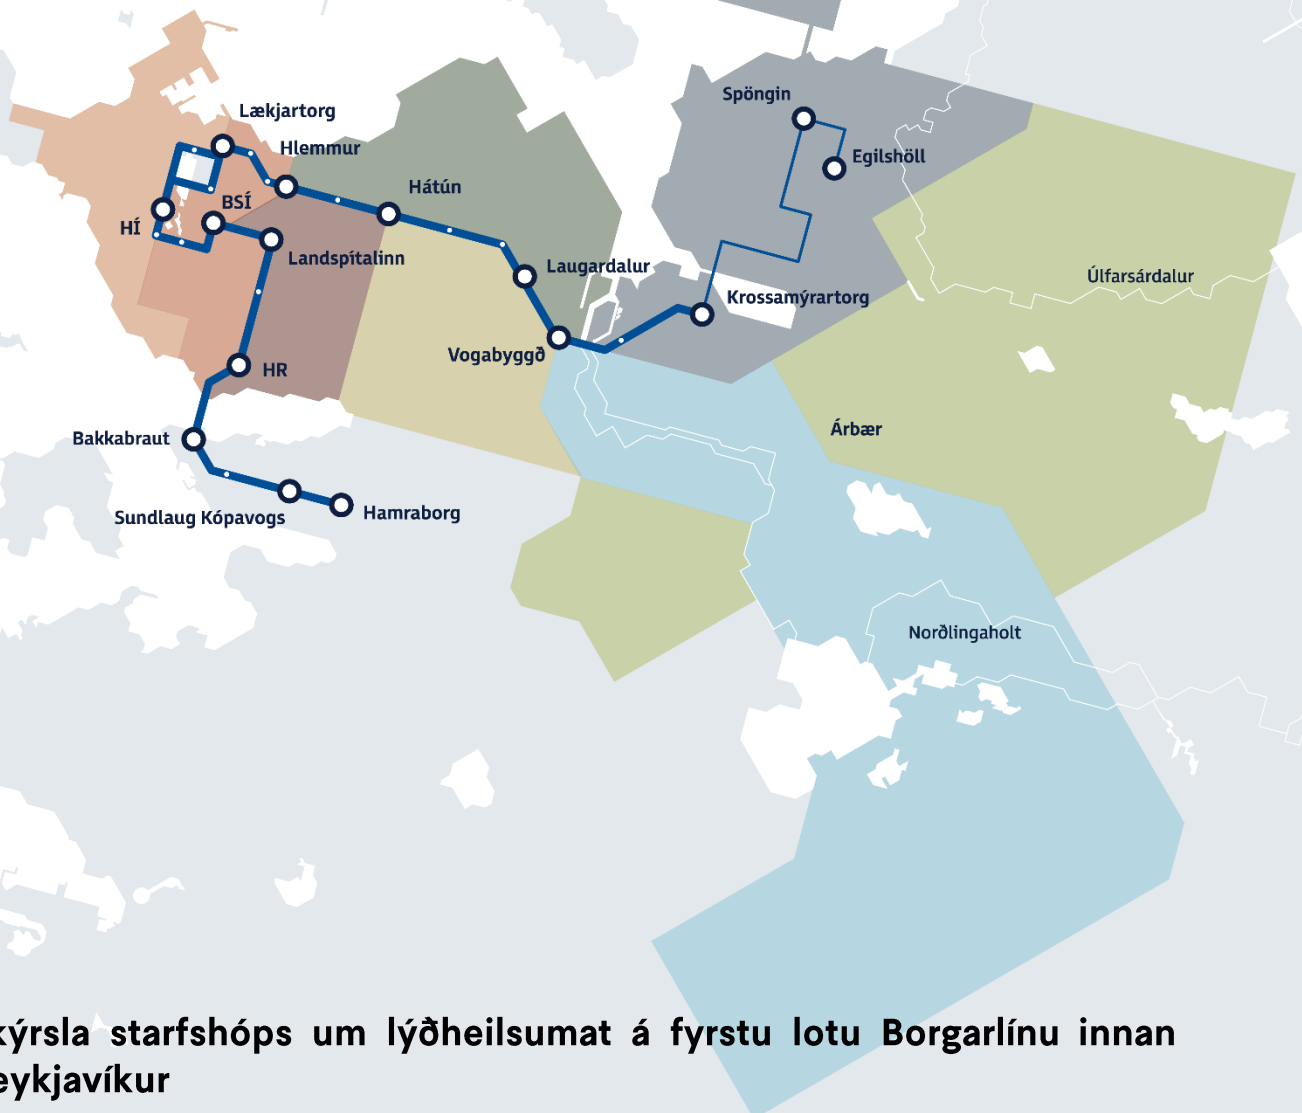 Spöngin
Lækjartorg
Hlemmur
Egilshöll
Hátún
BSÍ
HÍ
Landspítalinn
Laugardalur
Úlfarsárdalur
Krossamýrartorg
Vogabyggð
HR
Árbær
Bakkabraut
Hamraborg
Sundlaug Kópavogs
Norðlingaholt
kýrsla starfshóps um lýðheilsumat á fyrstu lotu Borgarlínu innan
eykjavíkur